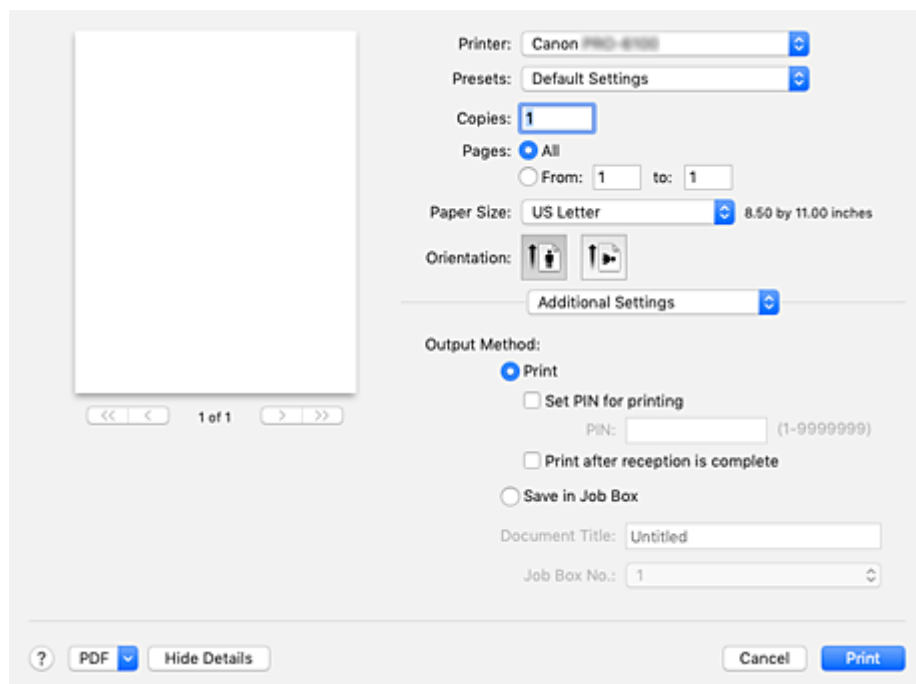 Printer: Canon
Presets: Default Settings
Copies: 1
Pages: All
From: 1 to: 1
Paper Size: US Letter 8.50 by 11.00 inches
Orientation:
Additional Settings
Output Method:
Print
Set PIN for printing
PIN: (1-9999999)
Print after reception is complete
Save in Job Box
Document Title: Untitled
Job Box No.: 1
<< < 1 of 1 > >>
? PDF Hide Details Cancel Print